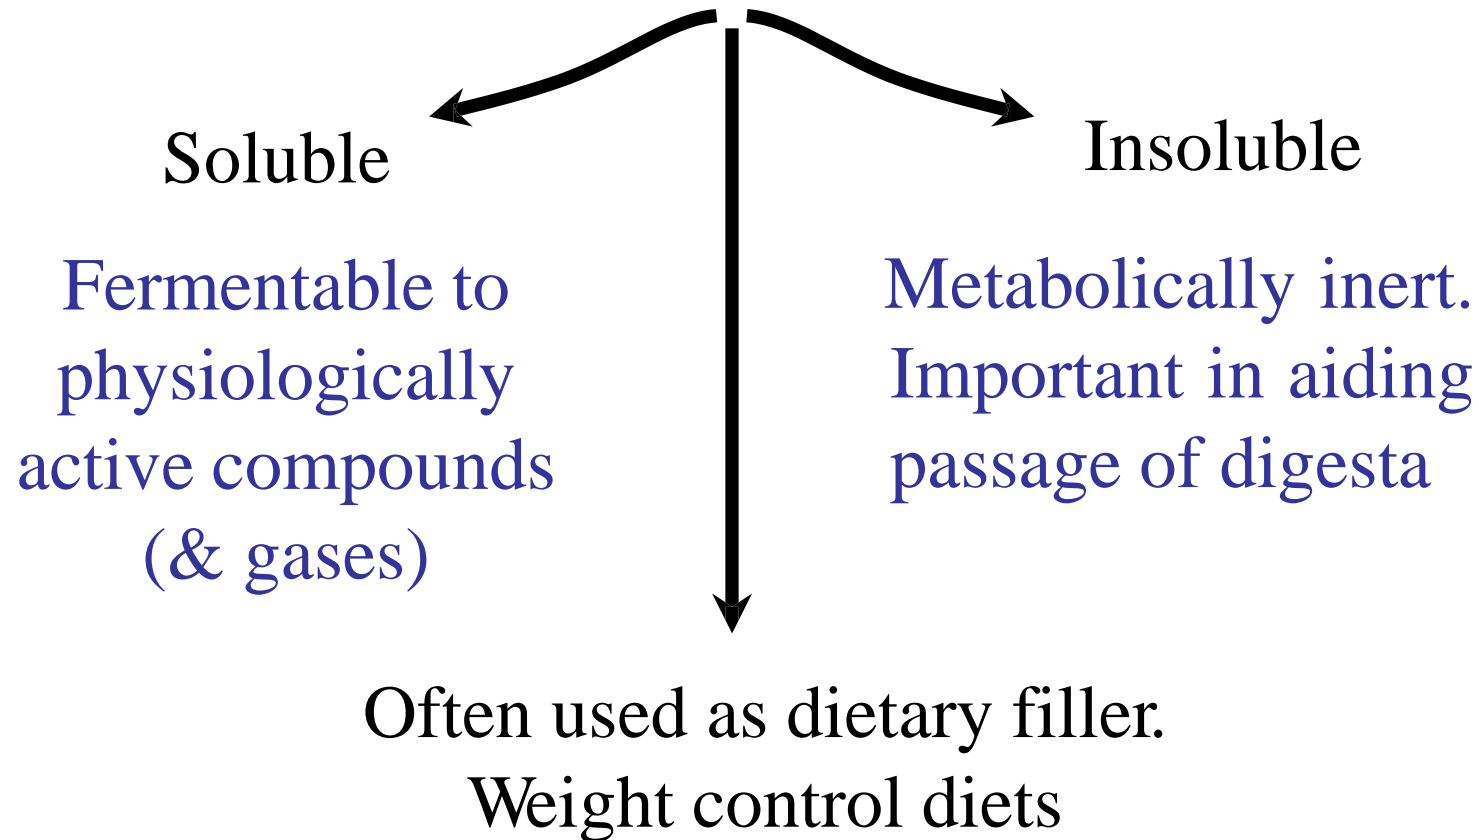 Soluble
Fermentable to
physiologically
active compounds
(& gases)
Insoluble
Metabolically inert.
Important in aiding
passage of digesta
Often used as dietary filler.
Weight control diets